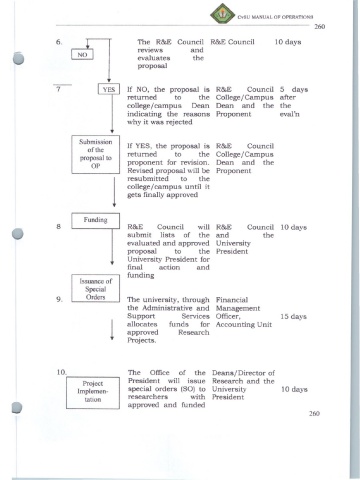 CvSU MANUAL OF OPERATIONS
260
6. The R&E Council R&E Council 10 days
reviews and
NO
evaluates the
proposal
7 YES If NO, the proposal is R&E Council 5 days
returned to the College/Campus after
college/campus Dean Dean and the the
indicating the reasons Proponent eval'n
why it was rejected
Submission
of the
proposal to
OP
If YES, the proposal is R&E Council
returned to the College/Campus
proponent for revision. Dean and the
Revised proposal will be Proponent
resubmitted to the
college/campus until it
gets finally approved
Funding
8 R&E Council will R&E Council 10 days
submit lists of the and the
evaluated and approved University
proposal to the President
University President for
final action and
funding
Issuance of
Special
Orders
9. The university, through Financial
the Administrative and Management
Support Services Officer, 15 days
allocates funds for Accounting Unit
approved Research
Projects.
10. The Office of the Deans/Director of
President will issue Research and the
special orders (SO) to University 10 days
researchers with President
approved and funded
Project
Implemen-
tation
260